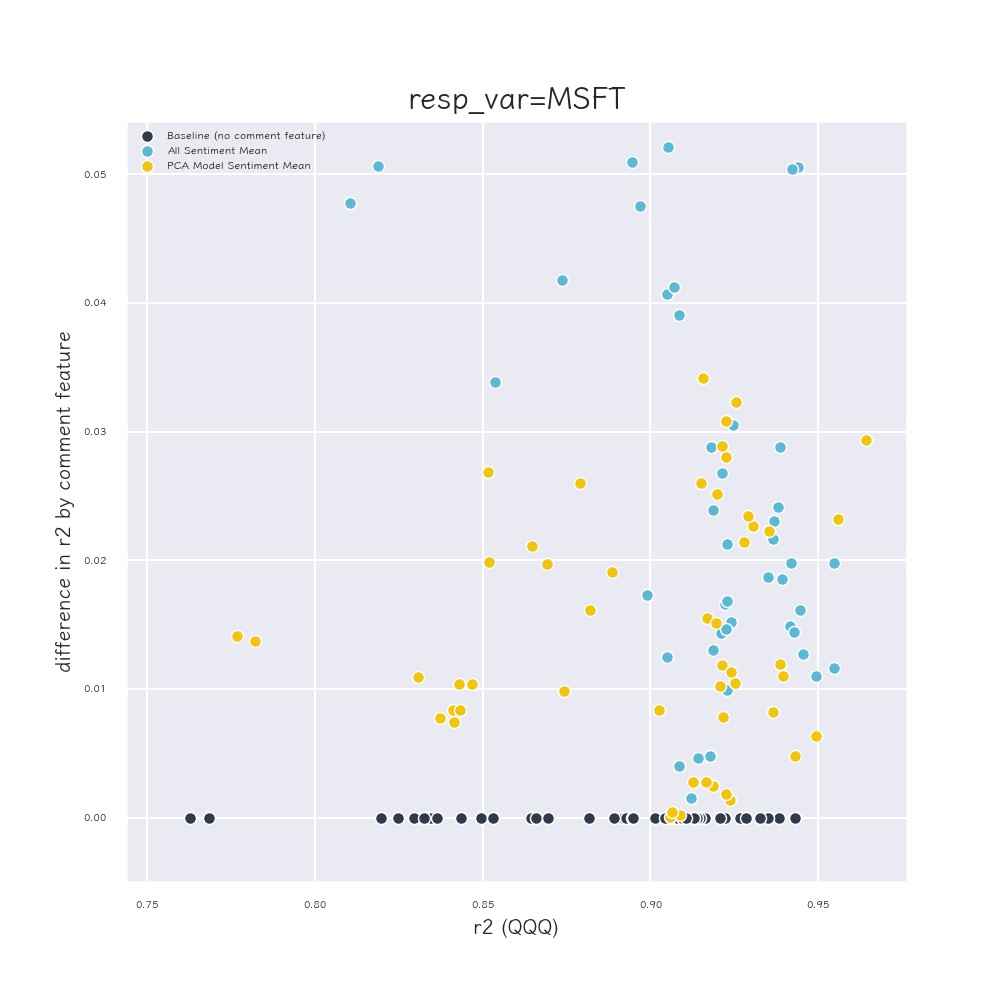 resp_var=MSFT
Baseline (no comment feature)
All Sentiment Mean
PCA Model Sentiment Mean
difference in r2 by comment feature
0.05
0.04
0.03
0.02
0.01
0.00
0.75 0.80 0.85 0.90 0.95
r2 (QQQ)